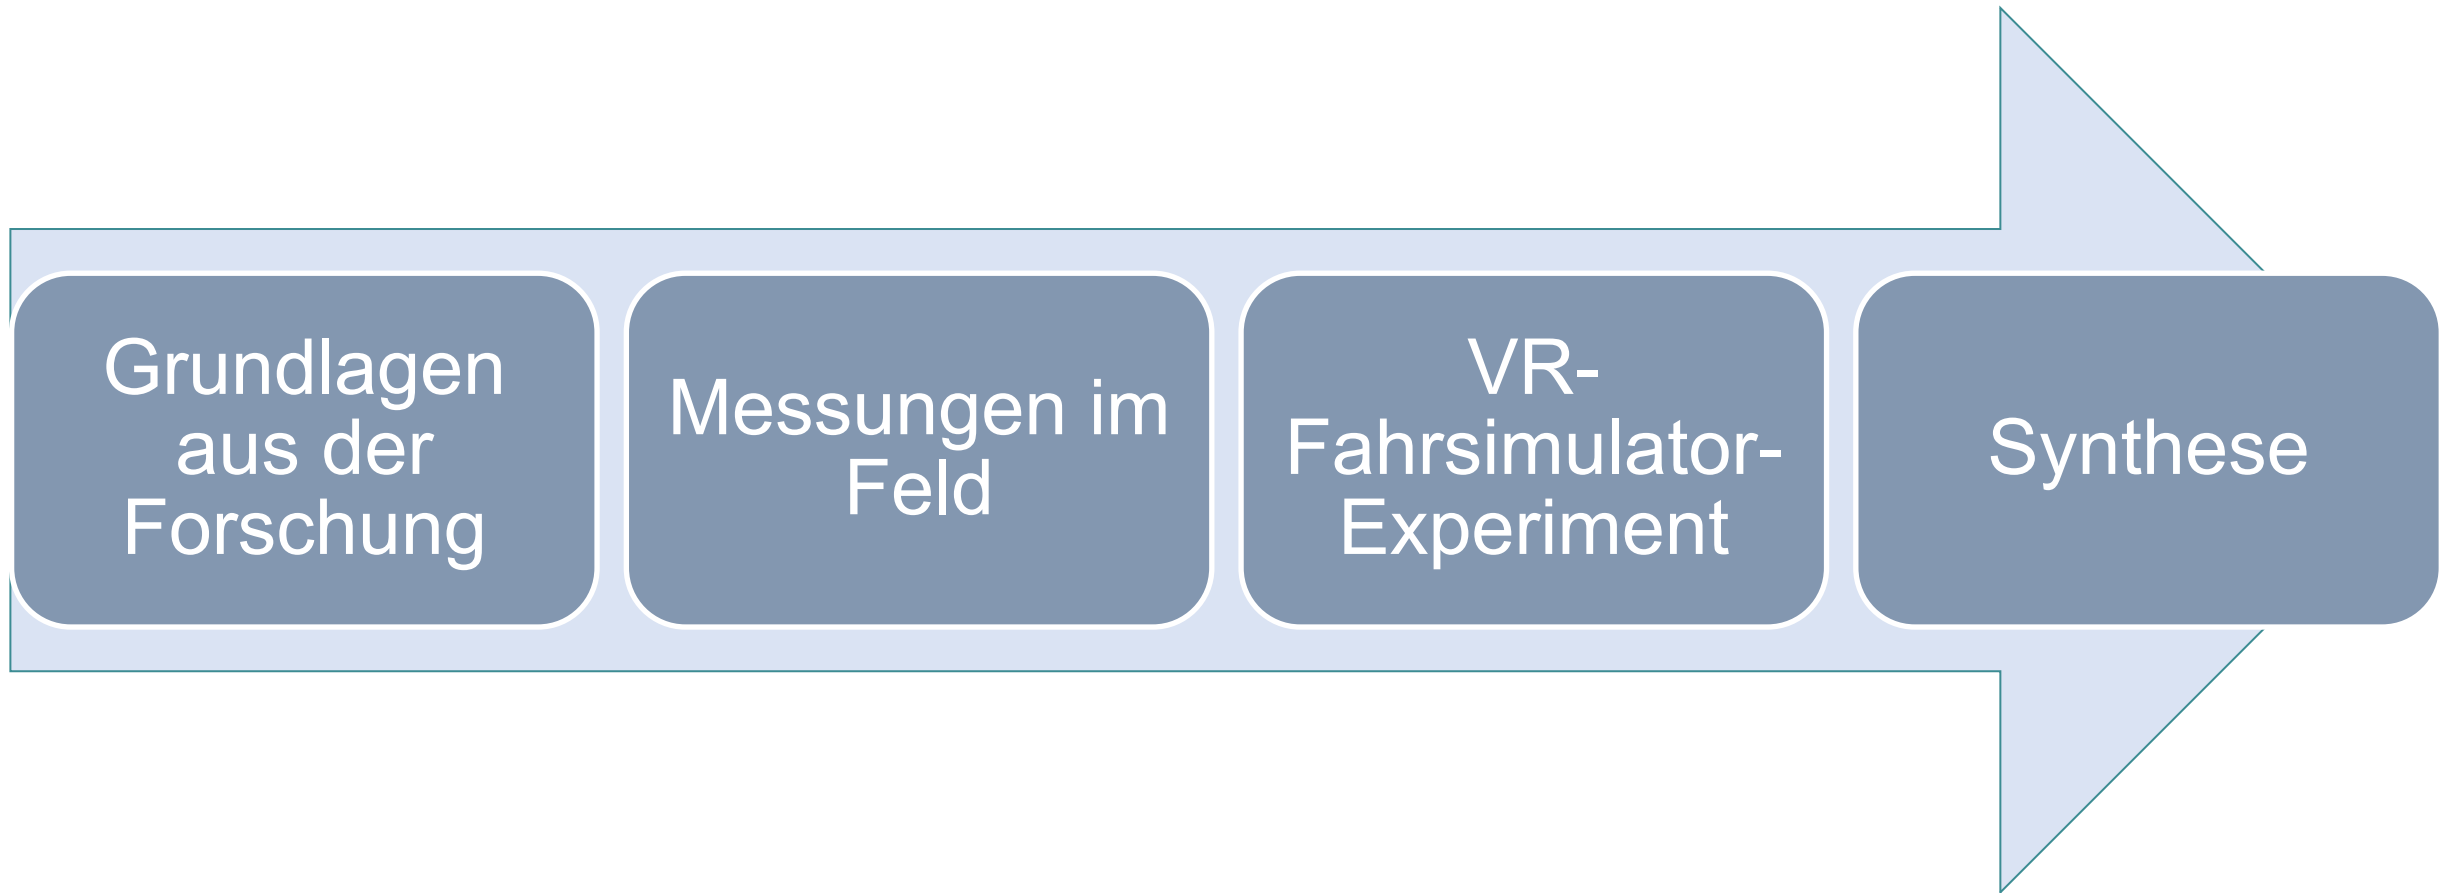 Grundlagen
aus der
Forschung
Messungen im
Feld
VR-
Fahrsimulator-
Experiment
Synthese